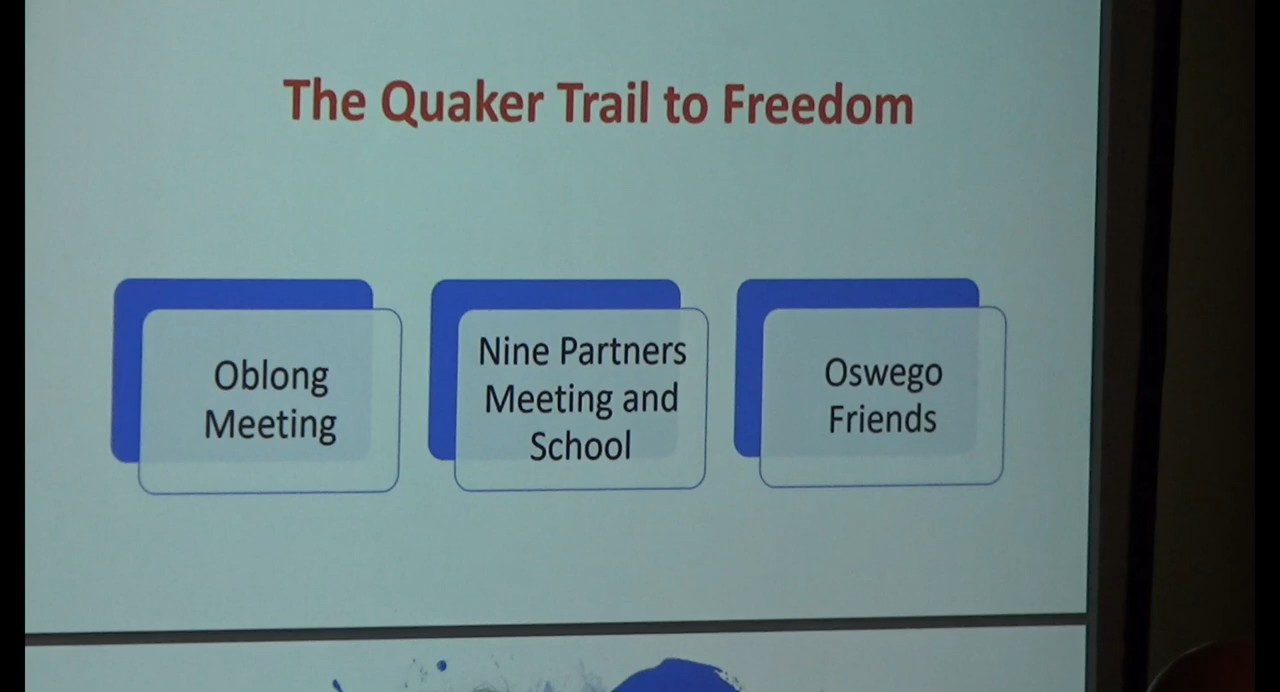 The Quaker Trail to Freedom
Oblong
Meeting
Nine Partners
Meeting and
School
Oswego
Friends